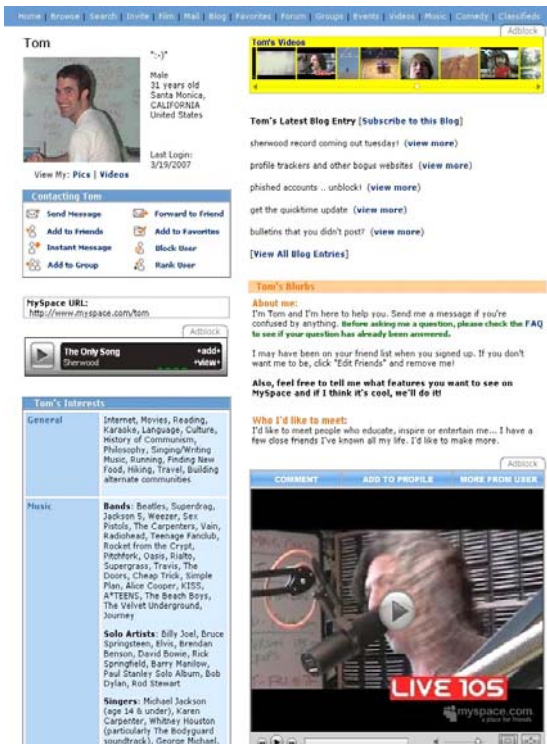 Home | Browse | Search | Invite | Film | Mail | Blog | Favorites | Forum | Groups | Events | Videos | Music | Comedy | Classifieds
Adblock
Tom
":-)"
Male
31 years old
Santa Monica,
CALIFORNIA
United States
Last Login:
3/19/2007
View My: Pics | Videos
Contacting Tom
Send Message
Forward to Friend
Add to Friends
Add to Favorites
Instant Message
Block User
Add to Group
Rank User
MySpace URL:
http://www.myspace.com/tom
Adblock
The Only Song
Sherwood
+add+
+view+
Tom's Interests
General
Internet, Movies, Reading,
Karaoke, Language, Culture,
History of Communism,
Philosophy, Singing/Writing
Music, Running, Finding New
Food, Hiking, Travel, Building
alternate communities
Music
Bands: Beatles, Superdrag,
Jackson 5, Weezer, Sex
Pistols, The Carpenters, Vain,
Radiohead, Teenage Fanclub,
Rocket from the Crypt,
Pitchfork, Oasis, Rialto,
Supergrass, Travis, The
Doors, Cheap Trick, Simple
Plan, Alice Cooper, KISS,
A*TEENS, The Beach Boys,
The Velvet Underground,
Journey
Solo Artists: Billy Joel, Bruce
Springsteen, Elvis, Brendan
Benson, David Bowie, Rick
Springfield, Barry Manilow,
Paul Stanley Solo Album, Bob
Dylan, Rod Stewart
Singers: Michael Jackson
(age 14 & under), Karen
Carpenter, Whitney Houston
(particularly The Bodyguard
soundtrack), George Michael,
Tom's Videos
Tom's Latest Blog Entry [Subscribe to this Blog]
sherwood record coming out tuesday! (view more)
profile trackers and other bogus websites (view more)
phished accounts .. unblock! (view more)
get the quicktime update (view more)
bulletins that you didn't post? (view more)
[View All Blog Entries]
Tom's Blurbs
About me:
I'm Tom and I'm here to help you. Send me a message if you're
confused by anything. Before asking me a question, please check the FAQ
to see if your question has already been answered.
I may have been on your friend list when you signed up. If you don't
want me to be, click "Edit Friends" and remove me!
Also, feel free to tell me what features you want to see on
MySpace and if I think it's cool, we'll do it!
Who I'd like to meet:
I'd like to meet people who educate, inspire or entertain me... I have a
few close friends I've known all my life. I'd like to make more.
Adblock
COMMENT
ADD TO PROFILE
MORE FROM USER
LIVE 105
myspace.com
a place for friends